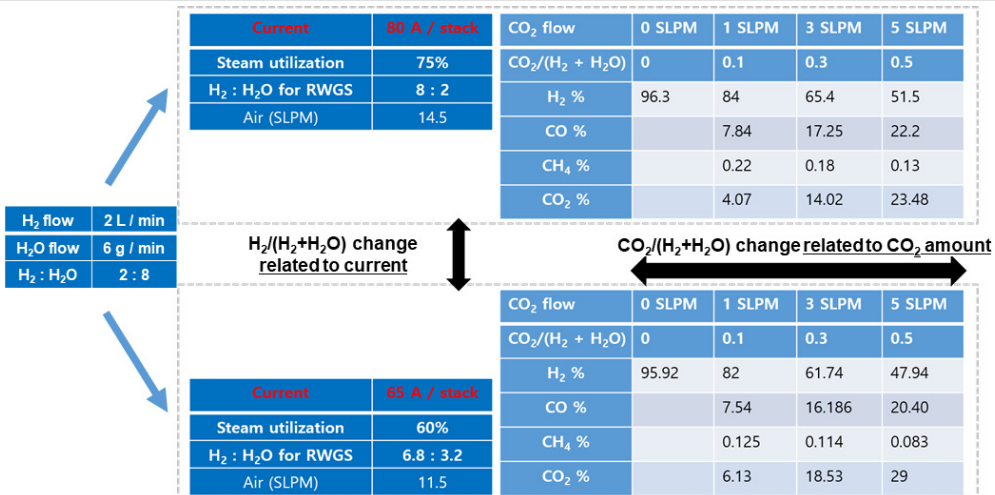 Current 80 A / stack
Steam utilization 75%
H₂ : H₂O for RWGS 8 : 2
Air (SLPM) 14.5
CO₂ flow 0 SLPM 1 SLPM 3 SLPM 5 SLPM
CO₂/(H₂ + H₂O) 0 0.1 0.3 0.5
H₂ % 96.3 84 65.4 51.5
CO % 7.84 17.25 22.2
CH₄ % 0.22 0.18 0.13
CO₂ % 4.07 14.02 23.48
H₂ flow 2 L / min
H₂O flow 6 g / min
H₂ : H₂O 2 : 8
H₂/(H₂+H₂O) change
related to current
CO₂/(H₂+H₂O) change related to CO₂ amount
Current 65 A / stack
Steam utilization 60%
H₂ : H₂O for RWGS 6.8 : 3.2
Air (SLPM) 11.5
CO₂ flow 0 SLPM 1 SLPM 3 SLPM 5 SLPM
CO₂/(H₂ + H₂O) 0 0.1 0.3 0.5
H₂ % 95.92 82 61.74 47.94
CO % 7.54 16.186 20.40
CH₄ % 0.125 0.114 0.083
CO₂ % 6.13 18.53 29